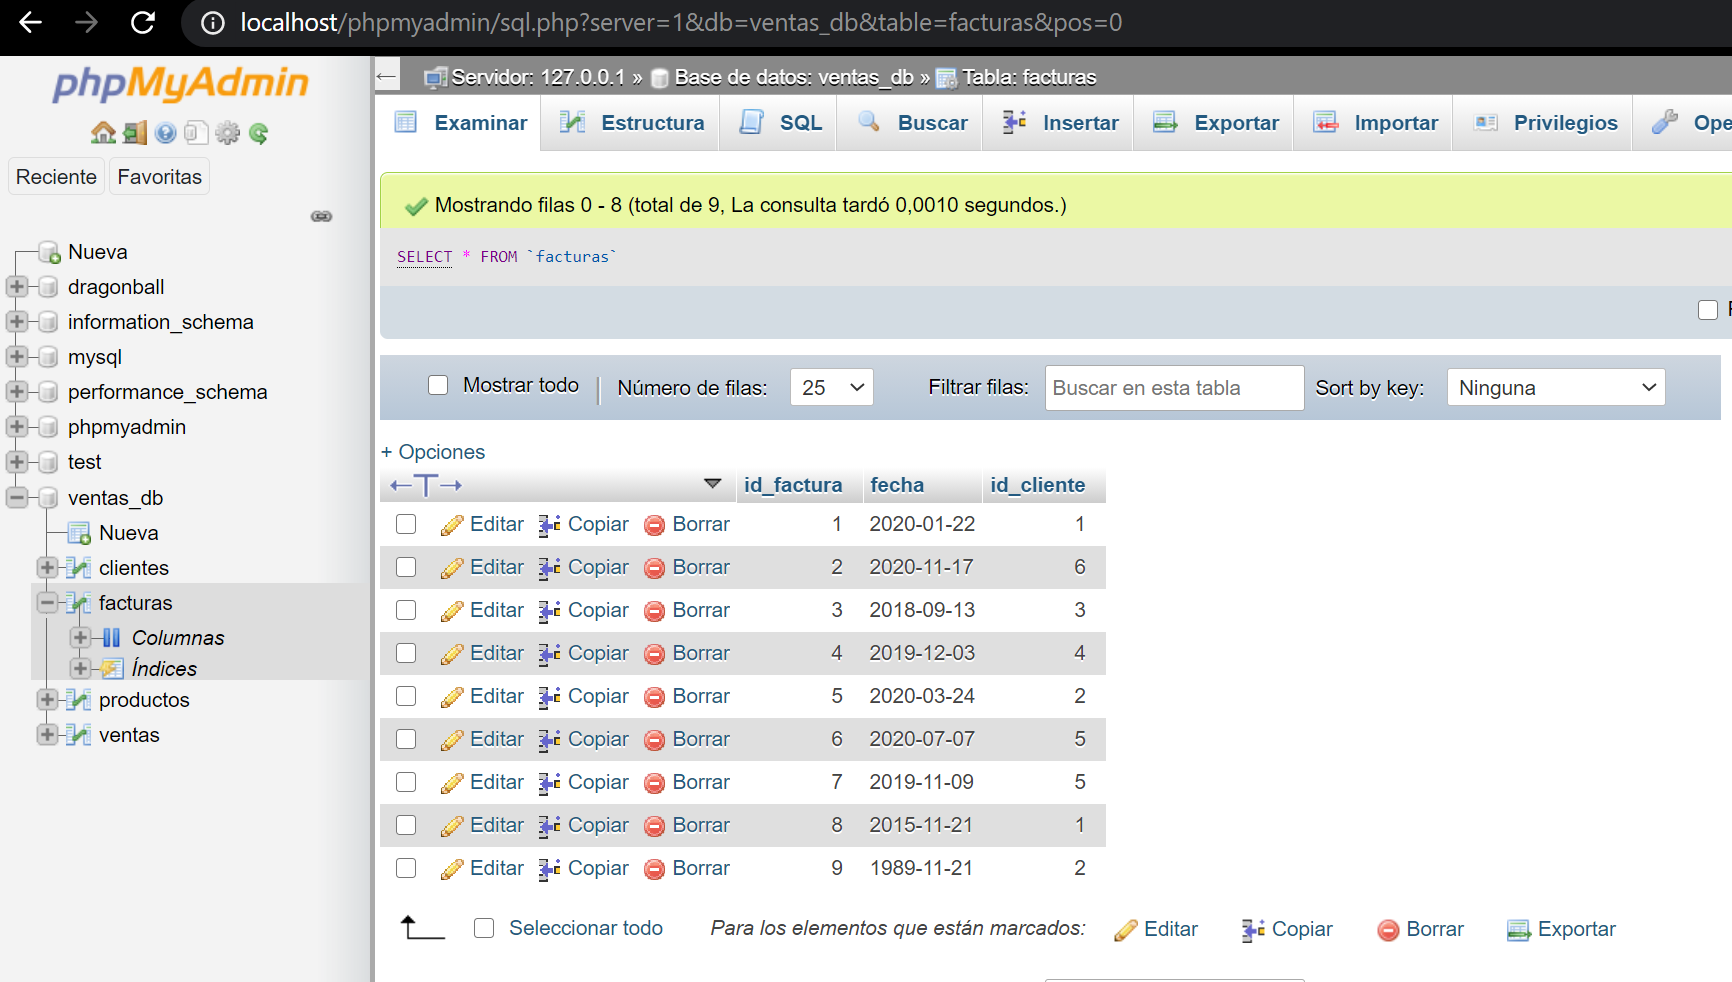 localhost/phpmyadmin/sql.php?server=1&db=ventas_db&table=facturas&pos=0
phpMyAdmin
Reciente Favoritas
Nueva
dragonball
information_schema
mysql
performance_schema
phpmyadmin
test
ventas_db
Nueva
clientes
facturas
Columnas
Índices
productos
ventas
Servidor: 127.0.0.1 » Base de datos: ventas_db » Tabla: facturas
Examinar Estructura SQL Buscar Insertar Exportar Importar Privilegios Ope
Mostrando filas 0 - 8 (total de 9, La consulta tardó 0,0010 segundos.)
SELECT * FROM `facturas`
Mostrar todo Número de filas: 25 Filtrar filas: Buscar en esta tabla Sort by key: Ninguna
+ Opciones
←T→ id_factura fecha id_cliente
Editar Copiar Borrar 1 2020-01-22 1
Editar Copiar Borrar 2 2020-11-17 6
Editar Copiar Borrar 3 2018-09-13 3
Editar Copiar Borrar 4 2019-12-03 4
Editar Copiar Borrar 5 2020-03-24 2
Editar Copiar Borrar 6 2020-07-07 5
Editar Copiar Borrar 7 2019-11-09 5
Editar Copiar Borrar 8 2015-11-21 1
Editar Copiar Borrar 9 1989-11-21 2
Seleccionar todo Para los elementos que están marcados: Editar Copiar Borrar Exportar